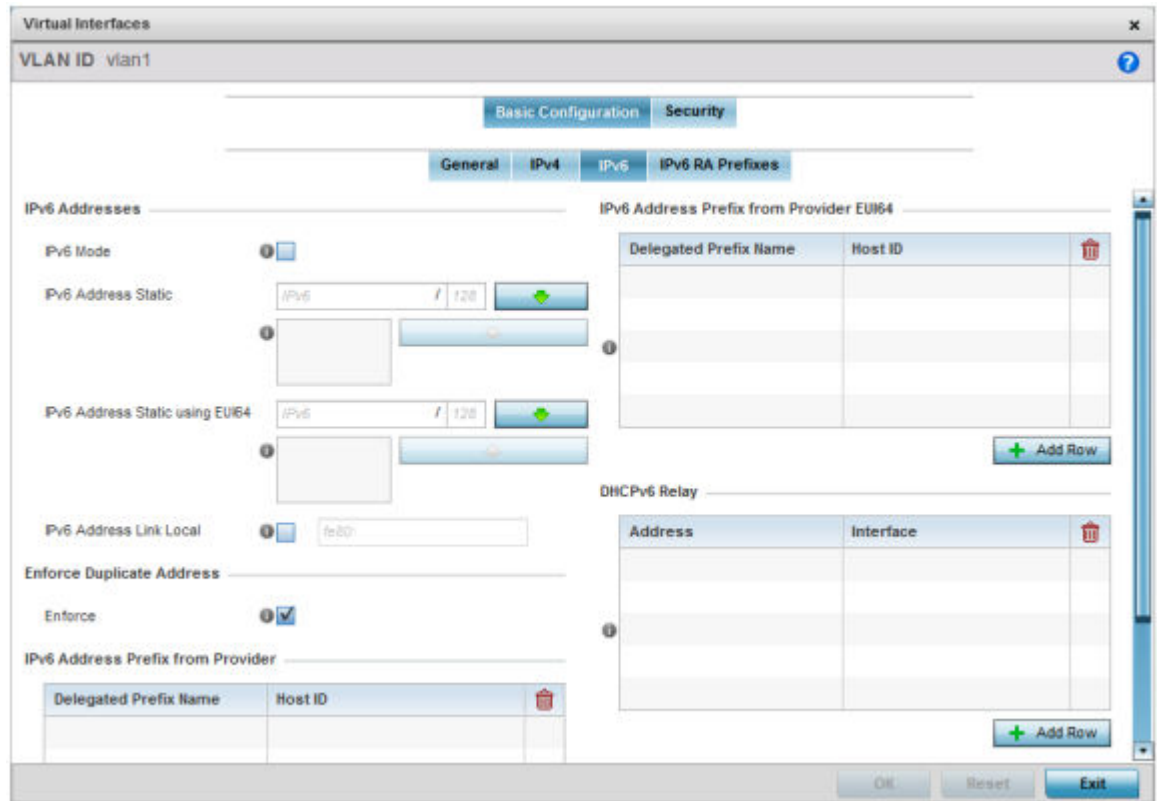 Virtual Interfaces
VLAN ID vlan1
Basic Configuration Security
General IPv4 IPv6 IPv6 RA Prefixes
IPv6 Addresses
IPv6 Mode
IPv6 Address Static
IPv6 / 128
IPv6 Address Static using EUI64
IPv6 / 128
IPv6 Address Link Local
fe80:
Enforce Duplicate Address
Enforce
IPv6 Address Prefix from Provider
Delegated Prefix Name Host ID
IPv6 Address Prefix from Provider EUI64
Delegated Prefix Name Host ID
Add Row
DHCPv6 Relay
Address Interface
Add Row
OK Reset Exit